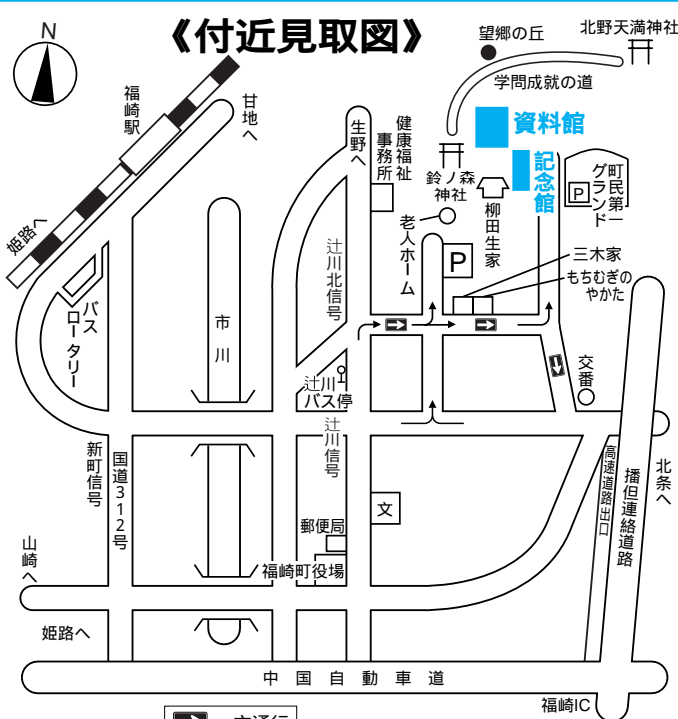 《付近見取図》
N
望郷の丘
北野天満神社
学問成就の道
福崎駅
甘地へ
生野へ
健康福祉
事務所
資料館
記念館
鈴ノ森
神社
柳田生家
町民第一
グランド
P
姫路へ
老人ホーム
P
三木家
もちむぎの
やかた
バス
ロータリー
市川
辻川北信号
辻川
バス停
交番
辻川信号
新町信号
国道312号
高速道路出口
播但連絡道路
北条へ
文
郵便局
福崎町役場
山崎へ
姫路へ
中国自動車道
福崎IC